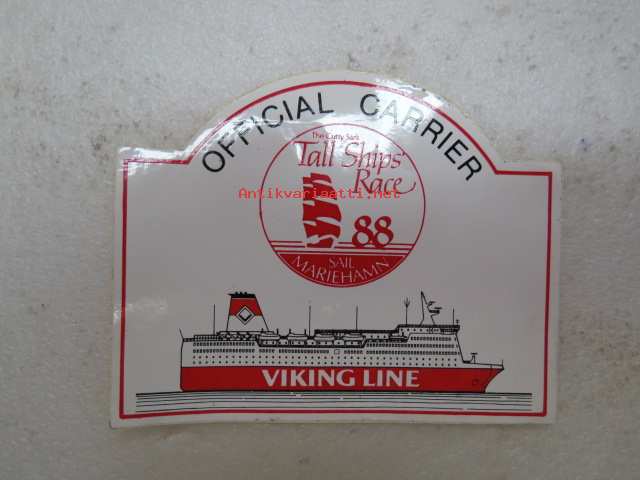 OFFICIAL CARRIER
The Cutty Sark
Tall Ships'
Race
Antikvariaatti.net
88
SAIL
MARIEHAMN
VIKING LINE